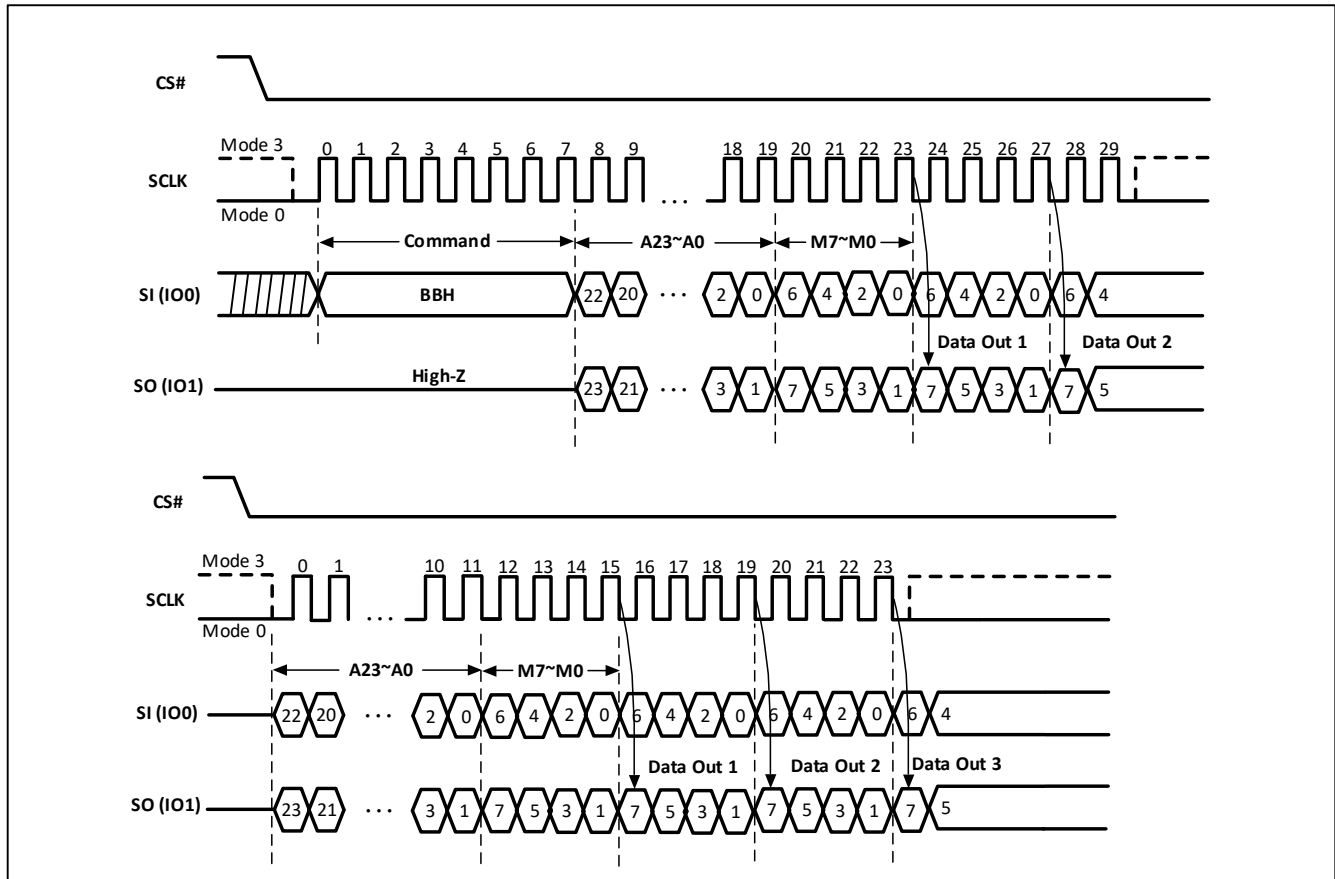 CS#
Mode 3
0 1 2 3 4 5 6 7 8 9 18 19 20 21 22 23 24 25 26 27 28 29
SCLK
...
Mode 0
Command A23~A0 M7~M0
SI (IO0) BBH 22 20 ... 2 0 6 4 2 0 6 4 2 0 6 4
Data Out 1 Data Out 2
High-Z
SO (IO1) 23 21 ... 3 1 7 5 3 1 7 5 3 1 7 5
CS#
Mode 3
0 1 10 11 12 13 14 15 16 17 18 19 20 21 22 23
SCLK
...
Mode 0
A23~A0 M7~M0
SI (IO0) 22 20 ... 2 0 6 4 2 0 6 4 2 0 6 4 2 0 6 4
Data Out 1 Data Out 2 Data Out 3
SO (IO1) 23 21 ... 3 1 7 5 3 1 7 5 3 1 7 5 3 1 7 5